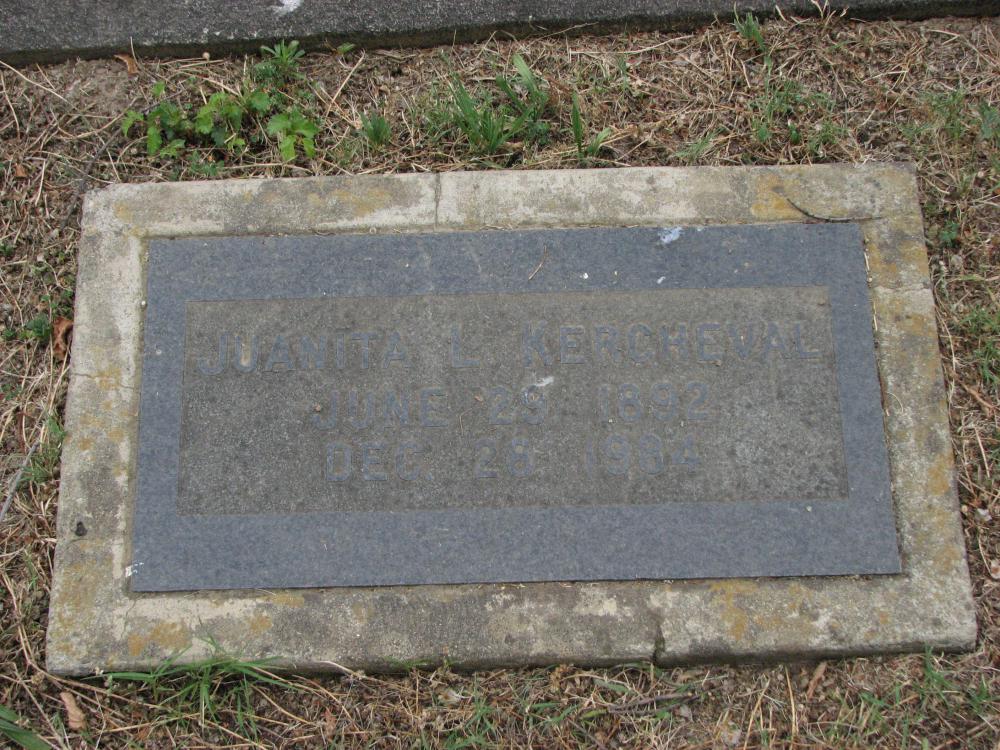 JUANITA L. KERCHEVAL
JUNE 29 1892
DEC. 28 1984